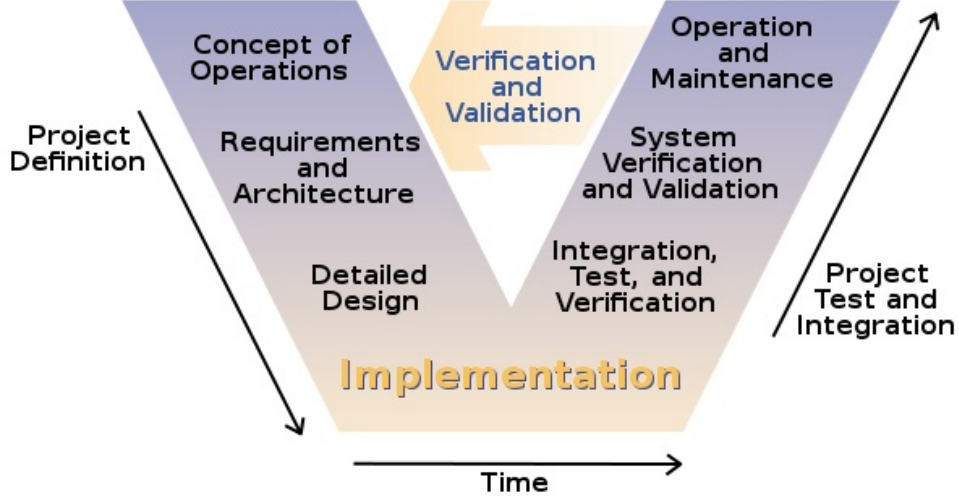 Concept of
Operations
Verification
and
Validation
Operation
and
Maintenance
Project
Definition
Requirements
and
Architecture
System
Verification
and Validation
Detailed
Design
Integration,
Test, and
Verification
Project
Test and
Integration
Implementation
Time